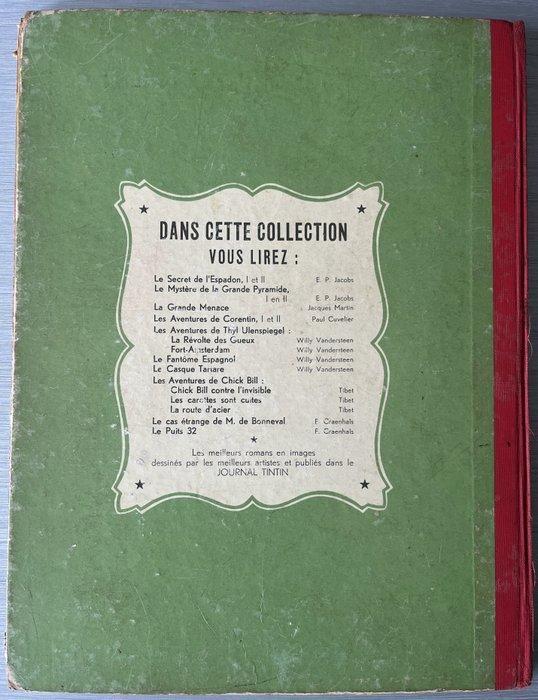 DANS CETTE COLLECTION
VOUS LIREZ :
Le Secret de l'Espadon, I et II E. P. Jacobs
Le Mystère de la Grande Pyramide,
I en II E. P. Jacobs
La Grande Menace Jacques Martin
Les Aventures de Corentin, I et II Paul Cuvelier
Les Aventures de Thyl Ulenspiegel :
La Révolte des Gueux Willy Vandersteen
Fort-Amsterdam Willy Vandersteen
Le Fantôme Espagnol Willy Vandersteen
Le Casque Tartare Willy Vandersteen
Les Aventures de Chick Bill :
Chick Bill contre l'invisible Tibet
Les carottes sont cuites Tibet
La route d'acier Tibet
Le cas étrange de M. de Bonneval F. Craenhals
Le Puits 32 F. Craenhals
Les meilleurs romans en images
dessinés par les meilleurs artistes et publiés dans le
JOURNAL TINTIN